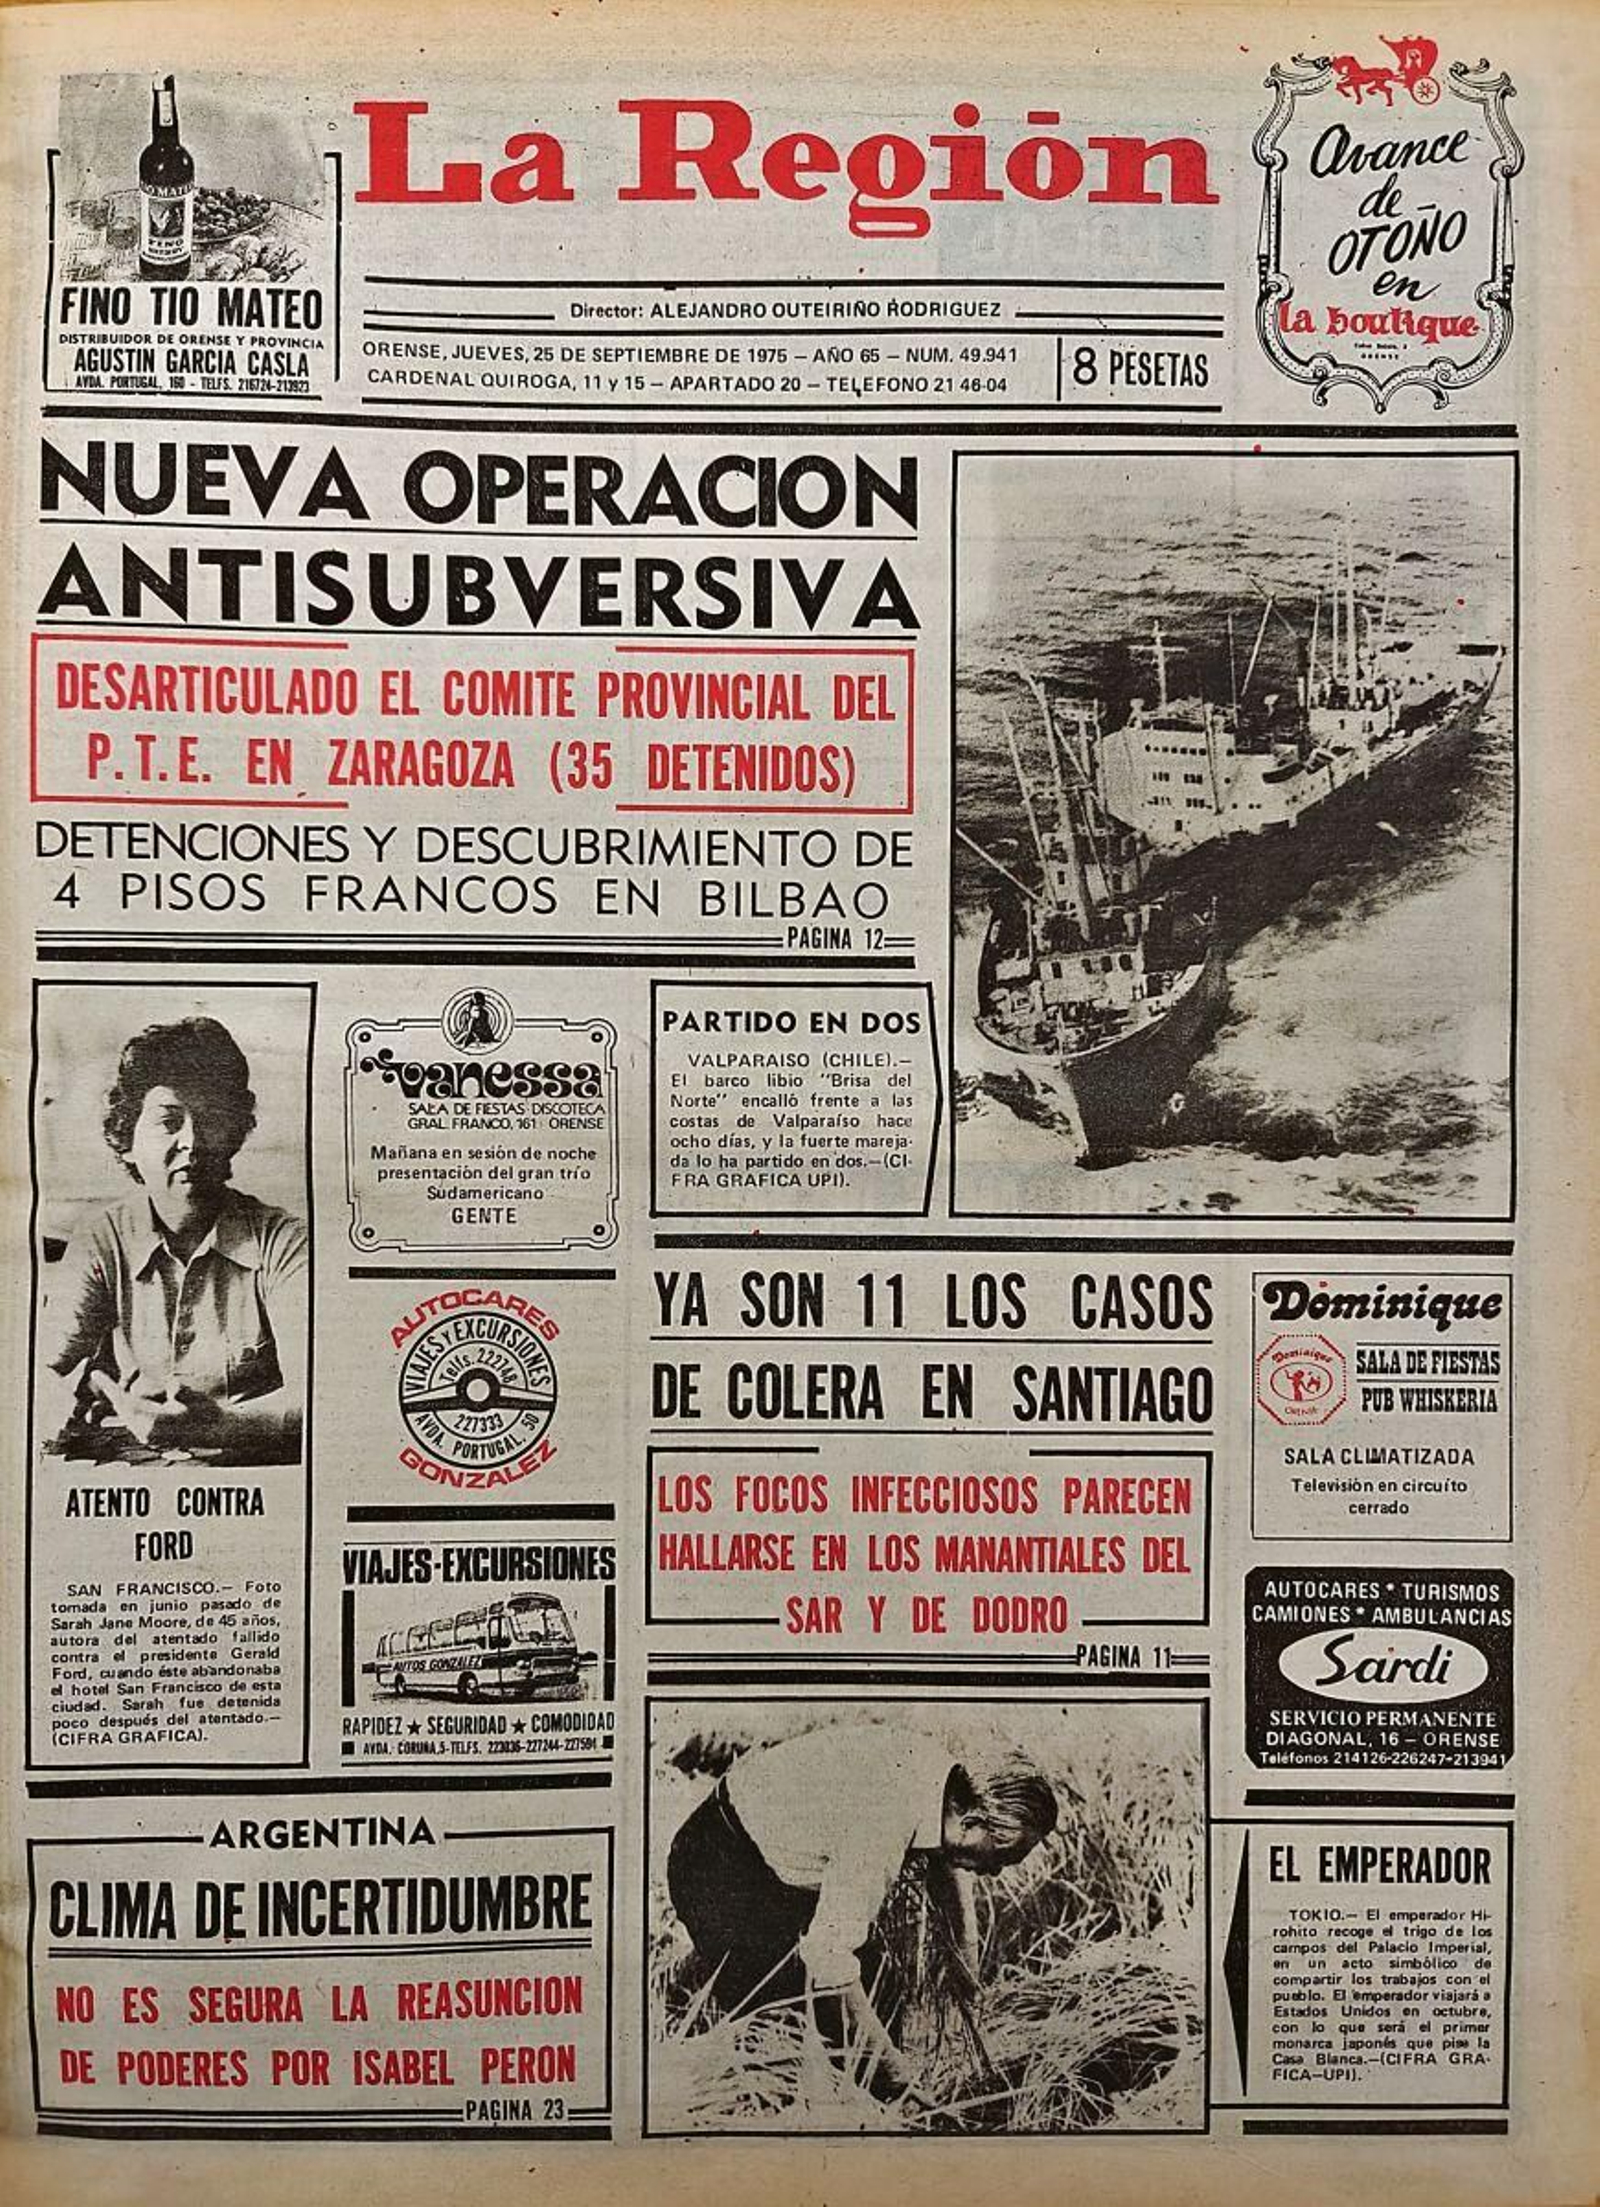 FINO TIO MATEO
DISTRIBUIDOR DE ORENSE Y PROVINCIA
AGUSTIN GARCIA CASLA
AVDA. PORTUGAL, 160 - TELFS. 216724-213923
La Región
Director: ALEJANDRO OUTEIRIÑO RODRIGUEZ
ORENSE, JUEVES, 25 DE SEPTIEMBRE DE 1975 – AÑO 65 – NUM. 49.941
CARDENAL QUIROGA, 11 y 15 – APARTADO 20 – TELEFONO 21 46-04
8 PESETAS
Avance
de
OTOÑO
en
la boutique
ORENSE
NUEVA OPERACION
ANTISUBVERSIVA
DESARTICULADO EL COMITE PROVINCIAL DEL
P.T.E. EN ZARAGOZA (35 DETENIDOS)
DETENCIONES Y DESCUBRIMIENTO DE
4 PISOS FRANCOS EN BILBAO
PAGINA 12
ATENTO CONTRA
FORD
SAN FRANCISCO.– Foto
tomada en junio pasado de
Sarah Jane Moore, de 45 años,
autora del atentado fallido
contra el presidente Gerald
Ford, cuando éste abandonaba
el hotel San Francisco de esta
ciudad. Sarah fue detenida
poco después del atentado.–
(CIFRA GRAFICA).
vanessa
SALA DE FIESTAS-DISCOTECA
GRAL. FRANCO, 161 ORENSE
Mañana en sesión de noche
presentación del gran trío
Sudamericano
GENTE
AUTOCARES
VIAJES Y EXCURSIONES
Telfs. 222748
227333
AVDA. PORTUGAL, 50
GONZALEZ
VIAJES-EXCURSIONES
AUTOS GONZALEZ
RAPIDEZ ★ SEGURIDAD ★ COMODIDAD
AVDA. CORUÑA, 5-TELFS. 223036-227244-227591
PARTIDO EN DOS
VALPARAISO (CHILE).–
El barco libio "Brisa del
Norte" encalló frente a las
costas de Valparaíso hace
ocho días, y la fuerte mareja-
da lo ha partido en dos.–(CI-
FRA GRAFICA UPI).
YA SON 11 LOS CASOS
DE COLERA EN SANTIAGO
LOS FOCOS INFECCIOSOS PARECEN
HALLARSE EN LOS MANANTIALES DEL
SAR Y DE DODRO
PAGINA 11
Dominique
Dominique
SALA DE FIESTAS
PUB WHISKERIA
SALA CLIMATIZADA
Televisión en circuíto
cerrado
AUTOCARES * TURISMOS
CAMIONES * AMBULANCIAS
Sardi
SERVICIO PERMANENTE
DIAGONAL, 16 – ORENSE
Teléfonos 214126-226247-213941
ARGENTINA
CLIMA DE INCERTIDUMBRE
NO ES SEGURA LA REASUNCION
DE PODERES POR ISABEL PERON
PAGINA 23
EL EMPERADOR
TOKIO.– El emperador Hi-
rohito recoge el trigo de los
campos del Palacio Imperial,
en un acto simbólico de
compartir los trabajos con el
pueblo. El emperador viajará a
Estados Unidos en octubre,
con lo que será el primer
monarca japonés que pise la
Casa Blanca.–(CIFRA GRA-
FICA–UPI).